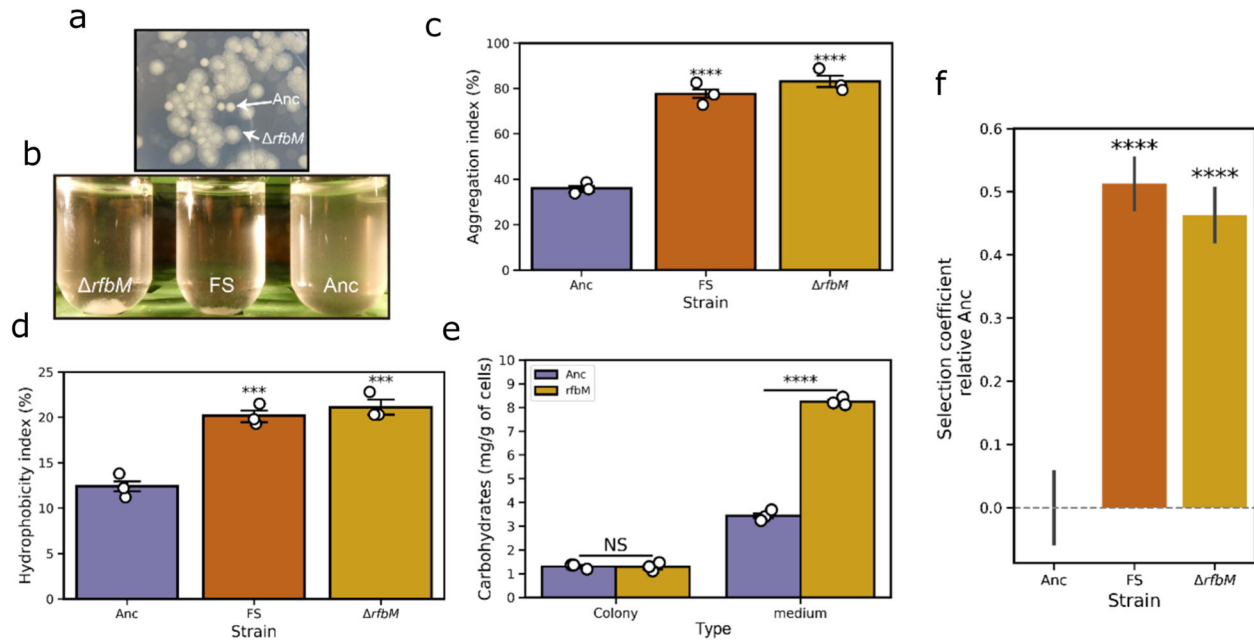 a
Anc
ΔrfbM
b
ΔrfbM
FS
Anc
c
Aggregation index (%)
100
80
60
40
20
0
****
****
Anc
FS
ΔrfbM
Strain
d
Hydrophobicity index (%)
25
20
15
10
5
0
***
***
Anc
FS
ΔrfbM
Strain
e
Carbohydrates (mg/g of cells)
10
9
8
7
6
5
4
3
2
1
0
Anc
rfbM
NS
****
Colony
medium
Type
f
Selection coefficient
relative Anc
0.6
0.5
0.4
0.3
0.2
0.1
0.0
****
****
Anc
FS
ΔrfbM
Strain